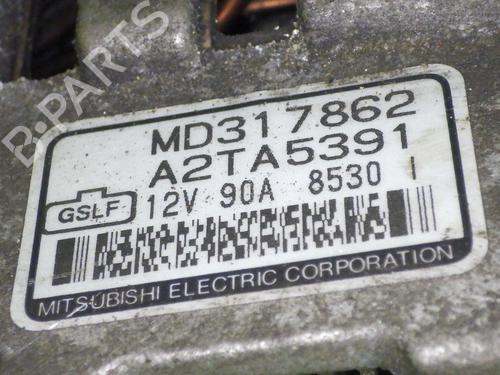 B-PARTS
MD317862
A2TA5391
GSLF 12V 90A 8530 I
MITSUBISHI ELECTRIC CORPORATION